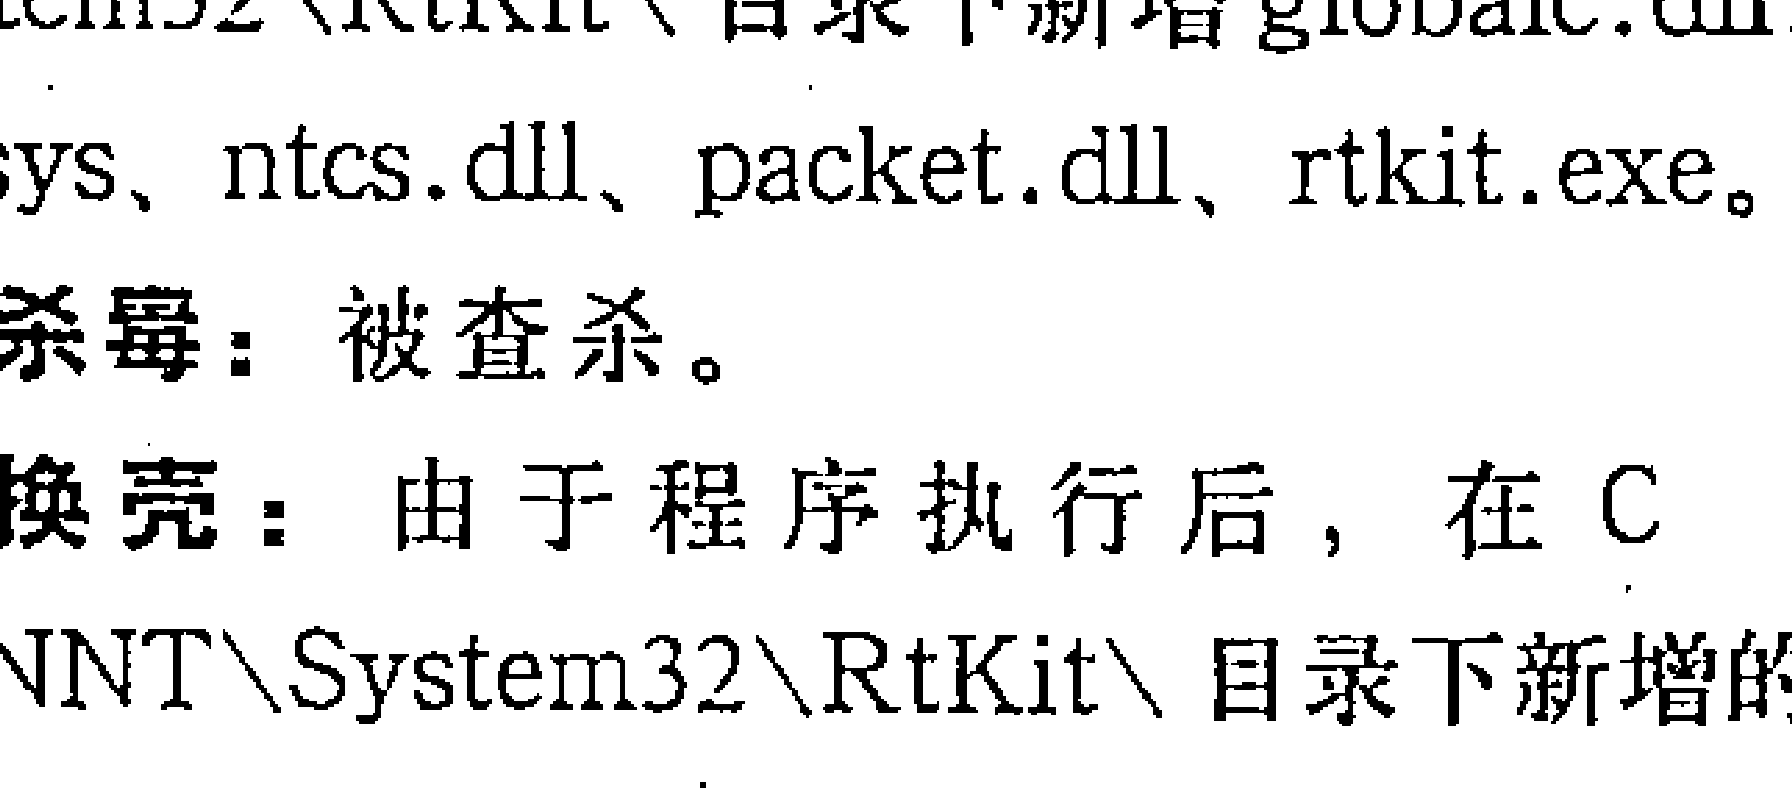 tem32\RtKit\目录下新增globalc.dll
sys、ntcs.dll、packet.dll、rtkit.exe。
杀毒：被查杀。
换壳：由于程序执行后，在 C
NNT\System32\RtKit\目录下新增的